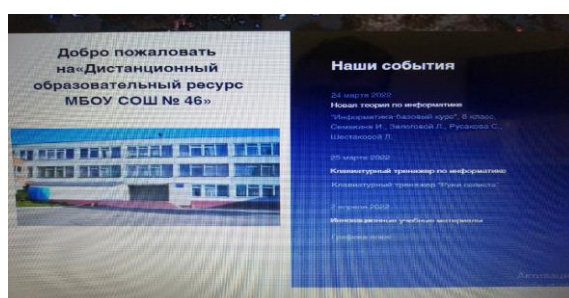 Добро пожаловать
на«Дистанционный
образовательный ресурс
МБОУ СОШ № 46»
Наши события
24 марта 2022
Новая теория по информатике
"Информатика-базовый курс", 8 класс,
Семакина И., Залоговой Л., Русакова С.,
Шестаковой Л.
25 марта 2022
Клавиатурный тренажер по информатике
Клавиатурный тренажер "Руки солиста"
2 апреля 2022
Инновационные учебные материалы